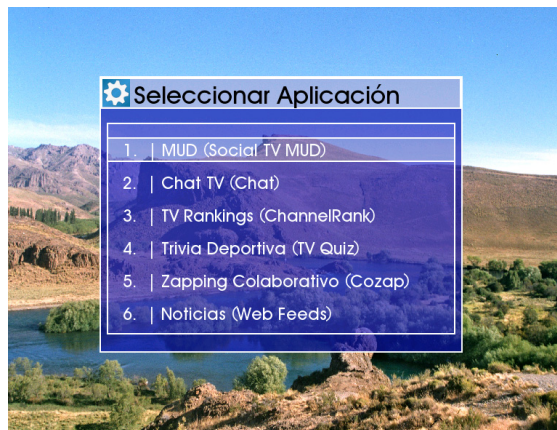 Seleccionar Aplicación
1. | MUD (Social TV MUD)
2. | Chat TV (Chat)
3. | TV Rankings (ChannelRank)
4. | Trivia Deportiva (TV Quiz)
5. | Zapping Colaborativo (Cozap)
6. | Noticias (Web Feeds)